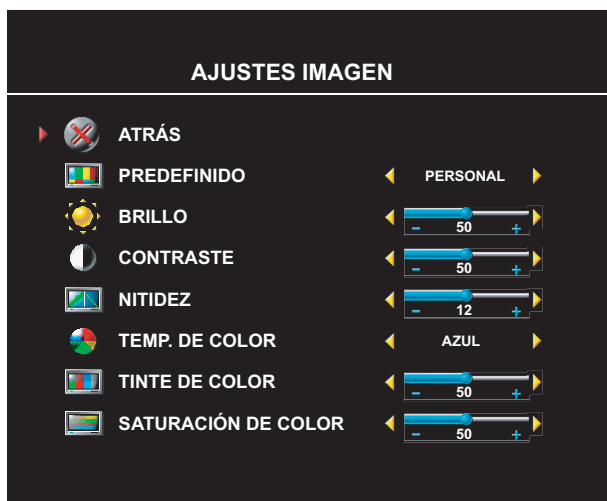 AJUSTES IMAGEN
ATRÁS
PREDEFINIDO PERSONAL
BRILLO - 50 +
CONTRASTE - 50 +
NITIDEZ - 12 +
TEMP. DE COLOR AZUL
TINTE DE COLOR - 50 +
SATURACIÓN DE COLOR - 50 +